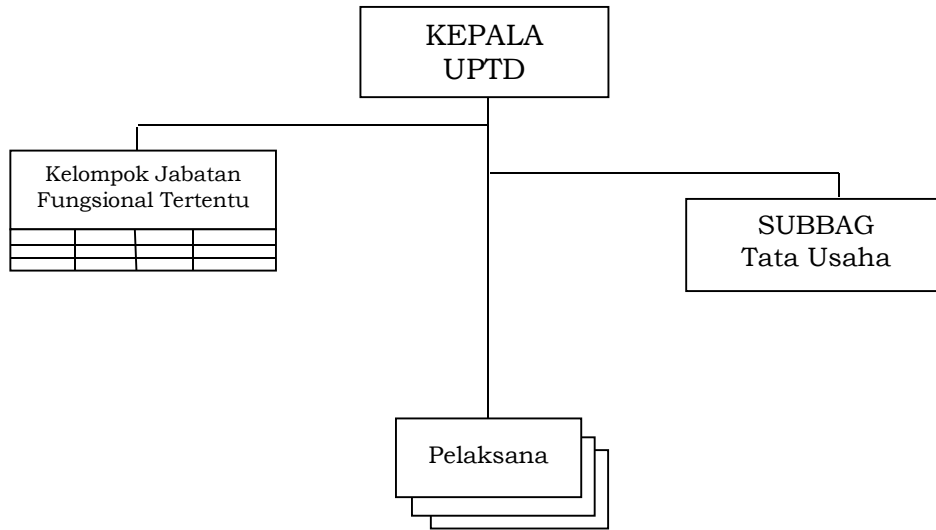 KEPALA
UPTD
Kelompok Jabatan
Fungsional Tertentu
SUBBAG
Tata Usaha
Pelaksana